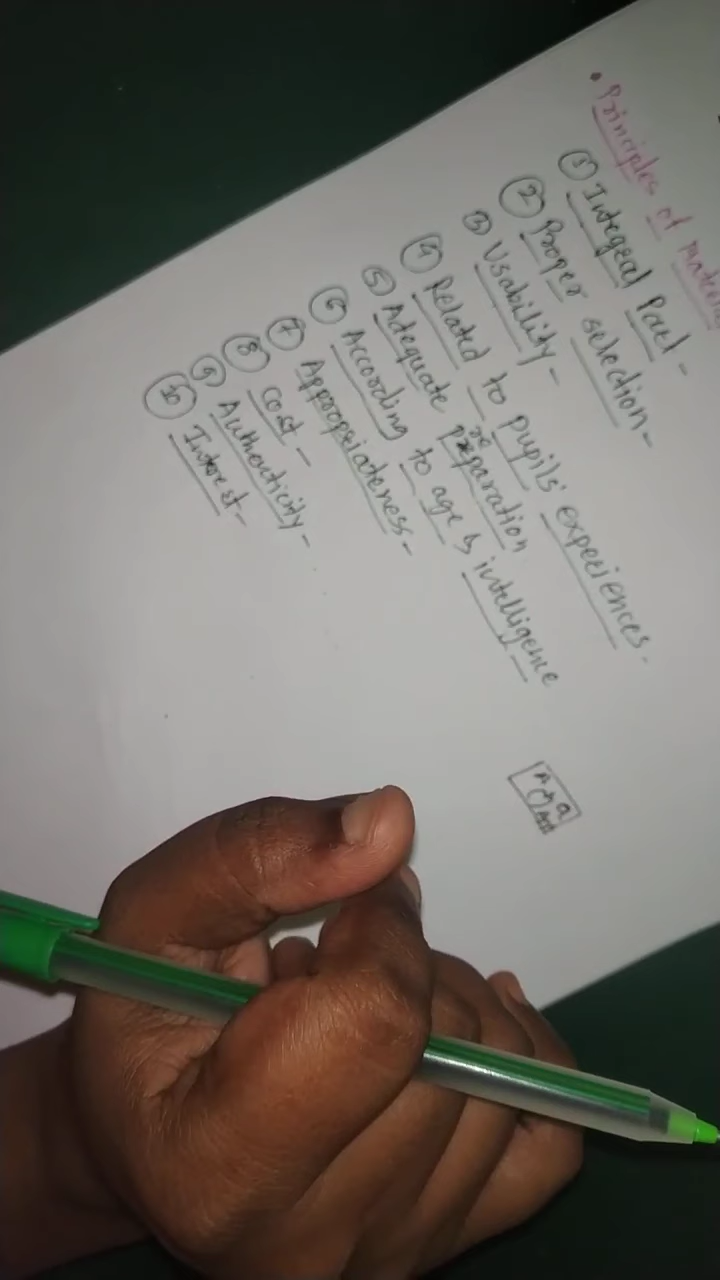 • Principles of
① Integral Part -
② Proper selection -
③ Usability -
④ Related to pupils' experiences -
⑤ Adequate preparation
⑥ According to age & intelligence
⑦ Appropriateness -
⑧ Cost -
⑨ Authenticity -
⑩ Interest -